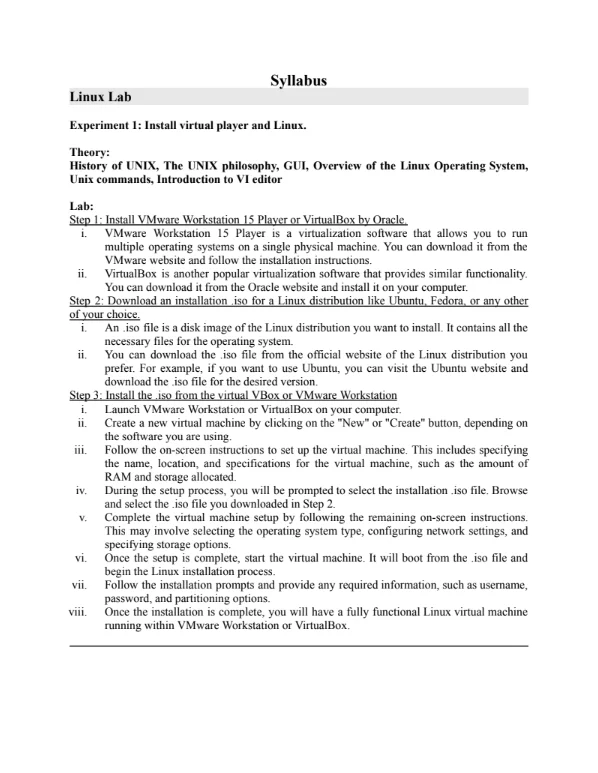 Syllabus
Linux Lab
Experiment 1: Install virtual player and Linux.
Theory:
History of UNIX, The UNIX philosophy, GUI, Overview of the Linux Operating System,
Unix commands, Introduction to VI editor
Lab:
Step 1: Install VMware Workstation 15 Player or VirtualBox by Oracle.
i. VMware Workstation 15 Player is a virtualization software that allows you to run
multiple operating systems on a single physical machine. You can download it from the
VMware website and follow the installation instructions.
ii. VirtualBox is another popular virtualization software that provides similar functionality.
You can download it from the Oracle website and install it on your computer.
Step 2: Download an installation .iso for a Linux distribution like Ubuntu, Fedora, or any other
of your choice.
i. An .iso file is a disk image of the Linux distribution you want to install. It contains all the
necessary files for the operating system.
ii. You can download the .iso file from the official website of the Linux distribution you
prefer. For example, if you want to use Ubuntu, you can visit the Ubuntu website and
download the .iso file for the desired version.
Step 3: Install the .iso from the virtual VBox or VMware Workstation
i. Launch VMware Workstation or VirtualBox on your computer.
ii. Create a new virtual machine by clicking on the "New" or "Create" button, depending on
the software you are using.
iii. Follow the on-screen instructions to set up the virtual machine. This includes specifying
the name, location, and specifications for the virtual machine, such as the amount of
RAM and storage allocated.
iv. During the setup process, you will be prompted to select the installation .iso file. Browse
and select the .iso file you downloaded in Step 2.
v. Complete the virtual machine setup by following the remaining on-screen instructions.
This may involve selecting the operating system type, configuring network settings, and
specifying storage options.
vi. Once the setup is complete, start the virtual machine. It will boot from the .iso file and
begin the Linux installation process.
vii. Follow the installation prompts and provide any required information, such as username,
password, and partitioning options.
viii. Once the installation is complete, you will have a fully functional Linux virtual machine
running within VMware Workstation or VirtualBox.